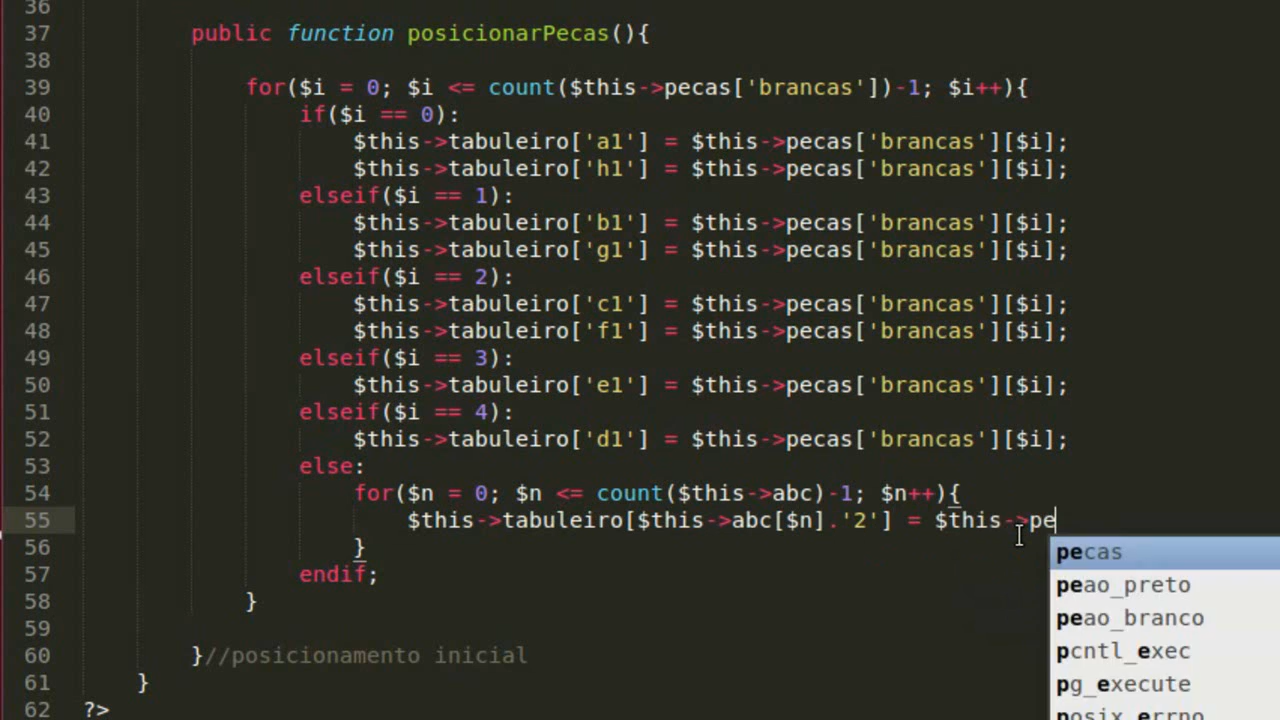 36
37 public function posicionarPecas(){
38
39 for($i = 0; $i <= count($this->pecas['brancas'])-1; $i++){
40 if($i == 0):
41 $this->tabuleiro['a1'] = $this->pecas['brancas'][$i];
42 $this->tabuleiro['h1'] = $this->pecas['brancas'][$i];
43 elseif($i == 1):
44 $this->tabuleiro['b1'] = $this->pecas['brancas'][$i];
45 $this->tabuleiro['g1'] = $this->pecas['brancas'][$i];
46 elseif($i == 2):
47 $this->tabuleiro['c1'] = $this->pecas['brancas'][$i];
48 $this->tabuleiro['f1'] = $this->pecas['brancas'][$i];
49 elseif($i == 3):
50 $this->tabuleiro['e1'] = $this->pecas['brancas'][$i];
51 elseif($i == 4):
52 $this->tabuleiro['d1'] = $this->pecas['brancas'][$i];
53 else:
54 for($n = 0; $n <= count($this->abc)-1; $n++){
55 $this->tabuleiro[$this->abc[$n].'2'] = $this->pe
56 }
57 endif;
58 }
59
60 }//posicionamento inicial
61 }
62 ?>
pecas
peao_preto
peao_branco
pcntl_exec
pg_execute
posix_errno